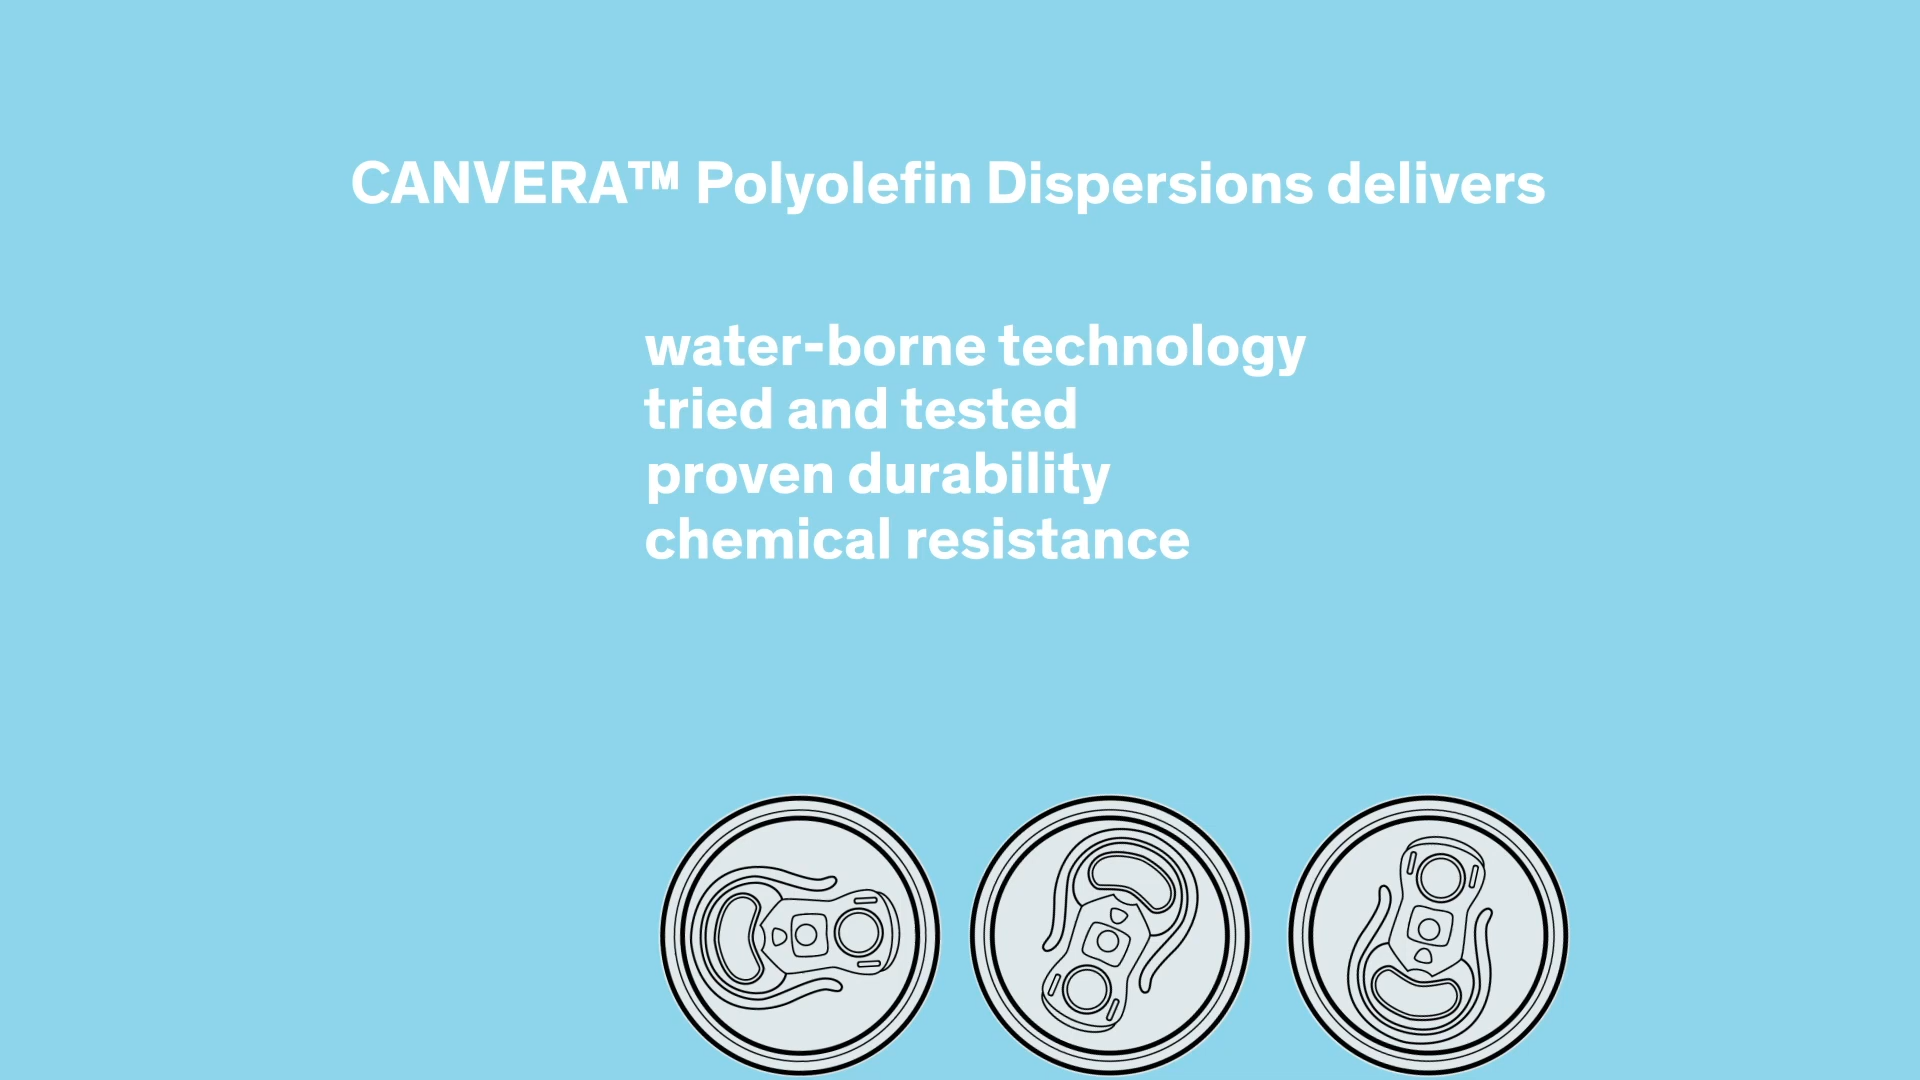 CANVERA™ Polyolefin Dispersions delivers
water-borne technology
tried and tested
proven durability
chemical resistance